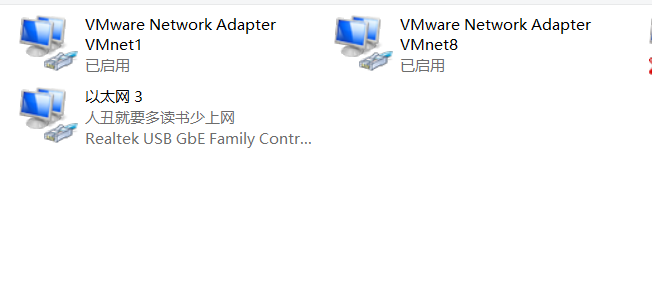 VMware Network Adapter
VMnet1
已启用
VMware Network Adapter
VMnet8
已启用
以太网 3
人丑就要多读书少上网
Realtek USB GbE Family Contr...